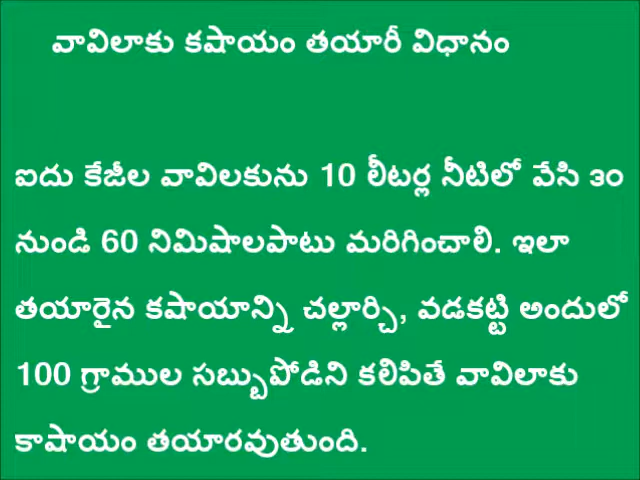 వావిలాకు కషాయం తయారీ విధానం
ఐదు కేజీల వావిలకును 10 లీటర్ల నీటిలో వేసి 30
నుండి 60 నిమిషాలపాటు మరిగించాలి. ఇలా
తయారైన కషాయాన్ని చల్లార్చి, వడకట్టి అందులో
100 గ్రాముల సబ్బుపోడిని కలిపితే వావిలాకు
కాషాయం తయారవుతుంది.